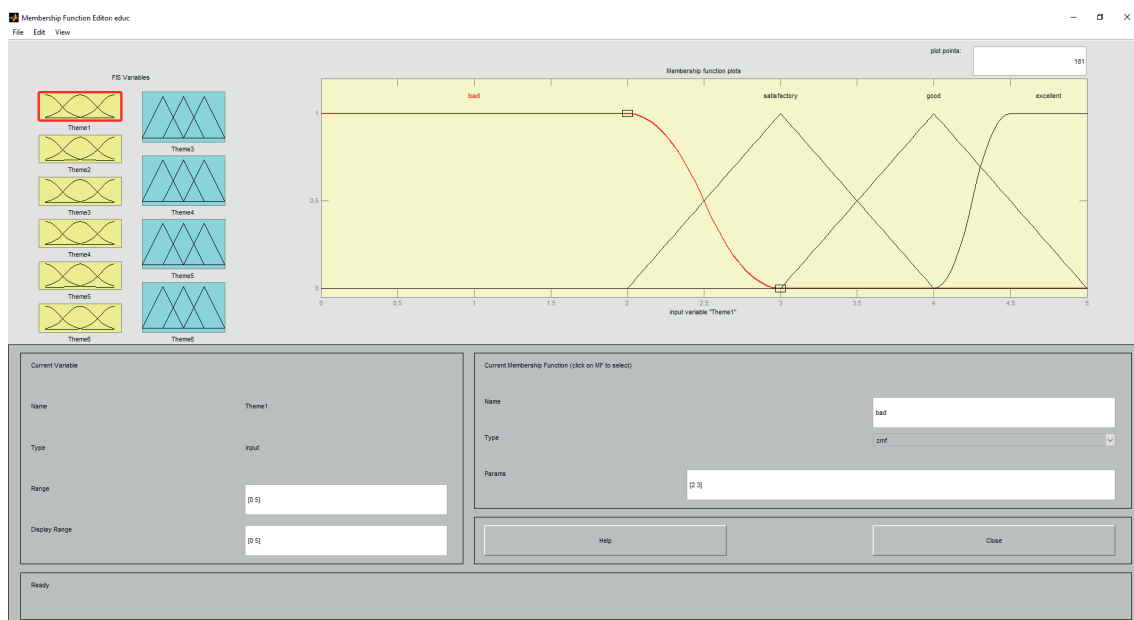 Membership Function Editor: educ
File Edit View
FIS Variables
Theme1
Theme2
Theme3
Theme4
Theme5
Theme6
Theme3
Theme4
Theme5
Theme6
plot points:
181
Membership function plots
bad
satisfactory
good
excellent
1
0.5
0
0 0.5 1 1.5 2 2.5 3 3.5 4 4.5 5
input variable "Theme1"
Current Variable
Name Theme1
Type input
Range [0 5]
Display Range [0 5]
Current Membership Function (click on MF to select)
Name bad
Type zmf
Params [2 3]
Help
Close
Ready